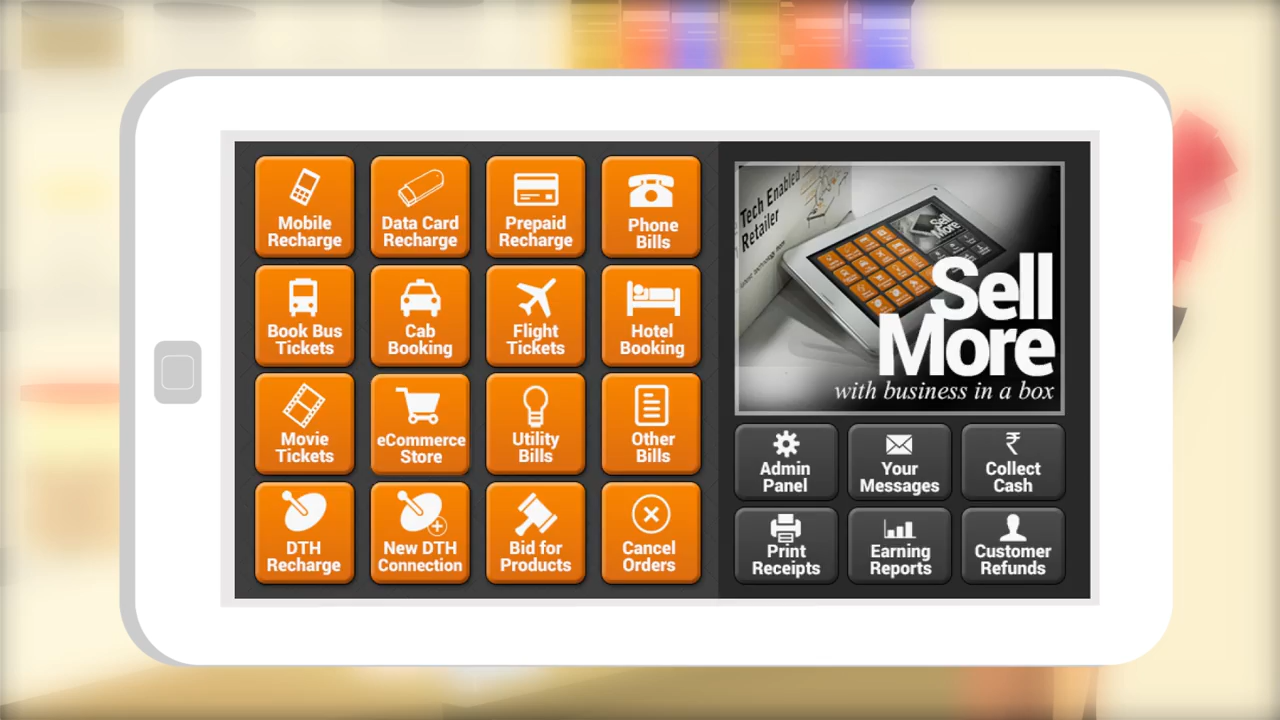 Mobile
Recharge
Data Card
Recharge
Prepaid
Recharge
Phone
Bills
Book Bus
Tickets
Cab
Booking
Flight
Tickets
Hotel
Booking
Movie
Tickets
eCommerce
Store
Utility
Bills
Other
Bills
DTH
Recharge
New DTH
Connection
Bid for
Products
Cancel
Orders
Tech Enabled
Retailer
Sell
More
Sell
More
with business in a box
Admin
Panel
Your
Messages
₹
Collect
Cash
Print
Receipts
Earning
Reports
Customer
Refunds